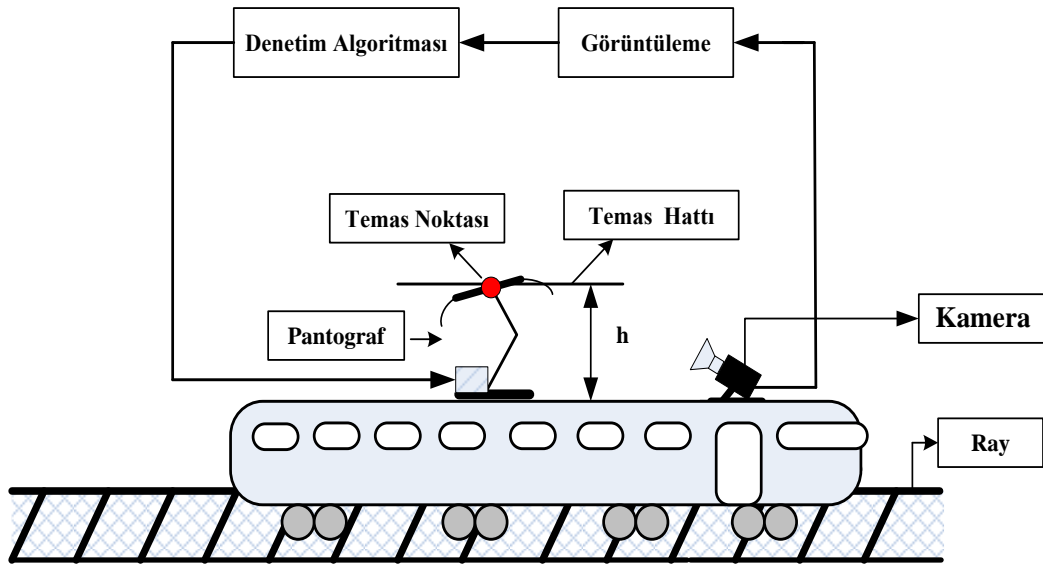 Denetim Algoritması
Görüntüleme
Temas Noktası
Temas Hattı
Pantograf
h
Kamera
Ray